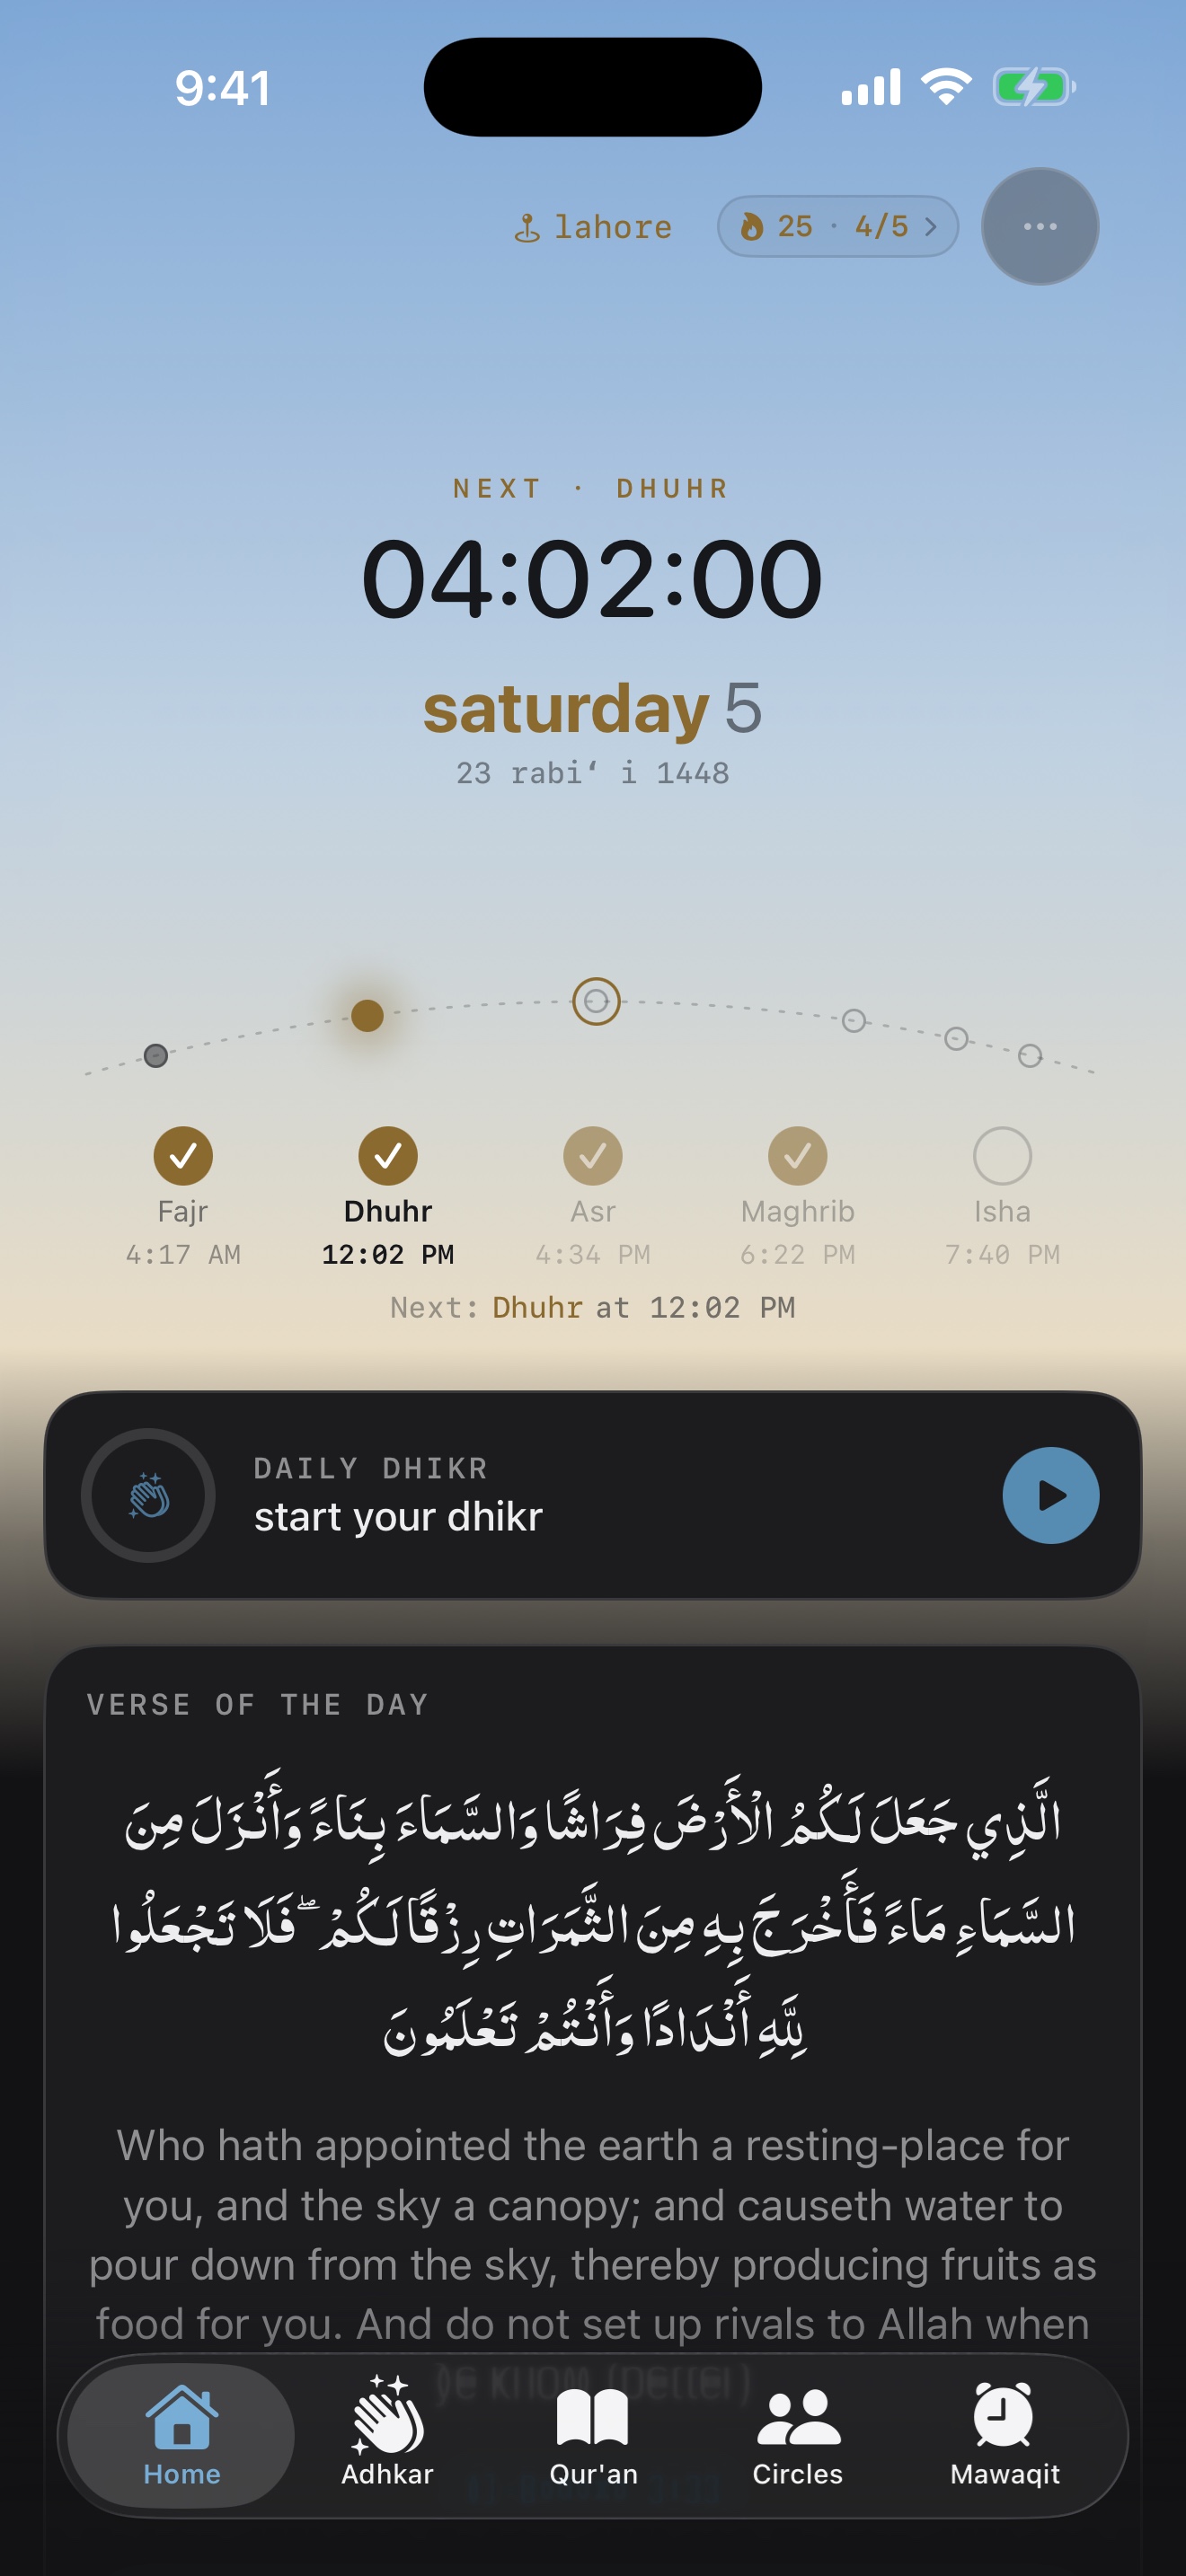 9:41
lahore
25 · 4/5
NEXT · DHUHR
04:02:00
saturday 5
23 rabiʻ i 1448
Fajr
Dhuhr
Asr
Maghrib
Isha
4:17 AM
12:02 PM
4:34 PM
6:22 PM
7:40 PM
Next: Dhuhr at 12:02 PM
DAILY DHIKR
start your dhikr
VERSE OF THE DAY
الَّذِي جَعَلَ لَكُمُ الْأَرْضَ فِرَاشًا وَالسَّمَاءَ بِنَاءً وَأَنْزَلَ مِنَ
السَّمَاءِ مَاءً فَأَخْرَجَ بِهِ مِنَ الثَّمَرَاتِ رِزْقًا لَكُمْ ۖ فَلَا تَجْعَلُوا
لِلَّهِ أَنْدَادًا وَأَنْتُمْ تَعْلَمُونَ
Who hath appointed the earth a resting-place for
you, and the sky a canopy; and causeth water to
pour down from the sky, thereby producing fruits as
food for you. And do not set up rivals to Allah when
Home
Adhkar
Qur'an
Circles
Mawaqit